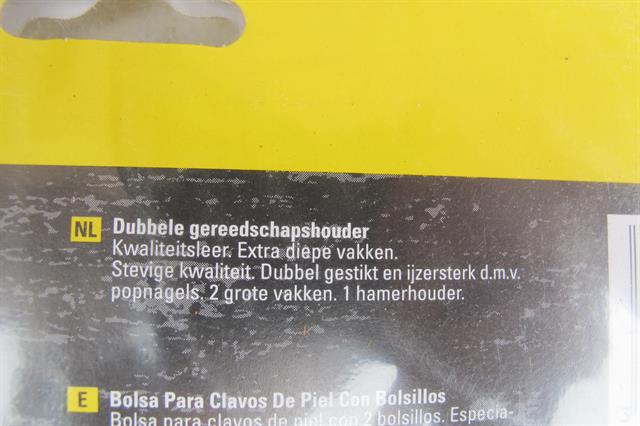 NL Dubbele gereedschapshouder
Kwaliteitsleer. Extra diepe vakken.
Stevige kwaliteit. Dubbel gestikt en ijzersterk d.m.v.
popnagels. 2 grote vakken. 1 hamerhouder.
E Bolsa Para Clavos De Piel Con Bolsillos
Bolsa para clavos de piel con 2 bolsillos. Especia-